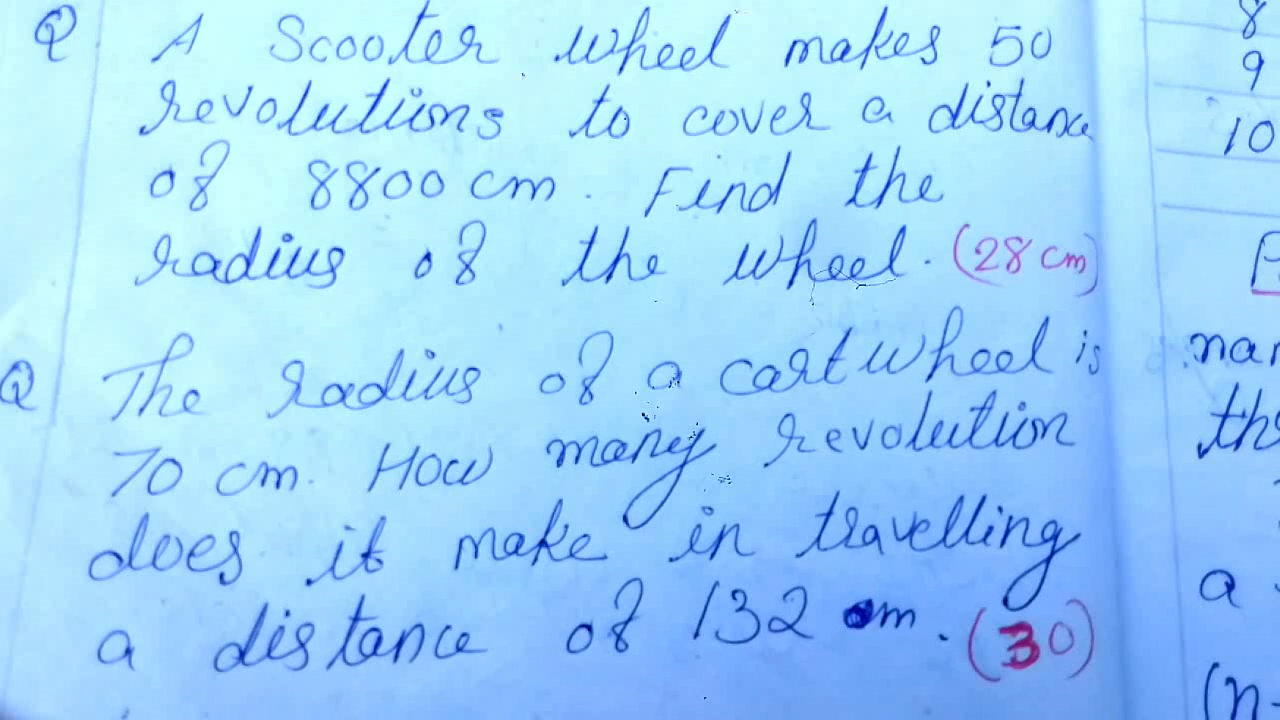 Q A Scooter wheel makes 50
revolutions to cover a distance
of 8800 cm. Find the
radius of the wheel. (28 cm)
Q The radius of a cartwheel is
70 cm. How many revolution
does it make in travelling
a distance of 132 m. (30)
8
9
10
a